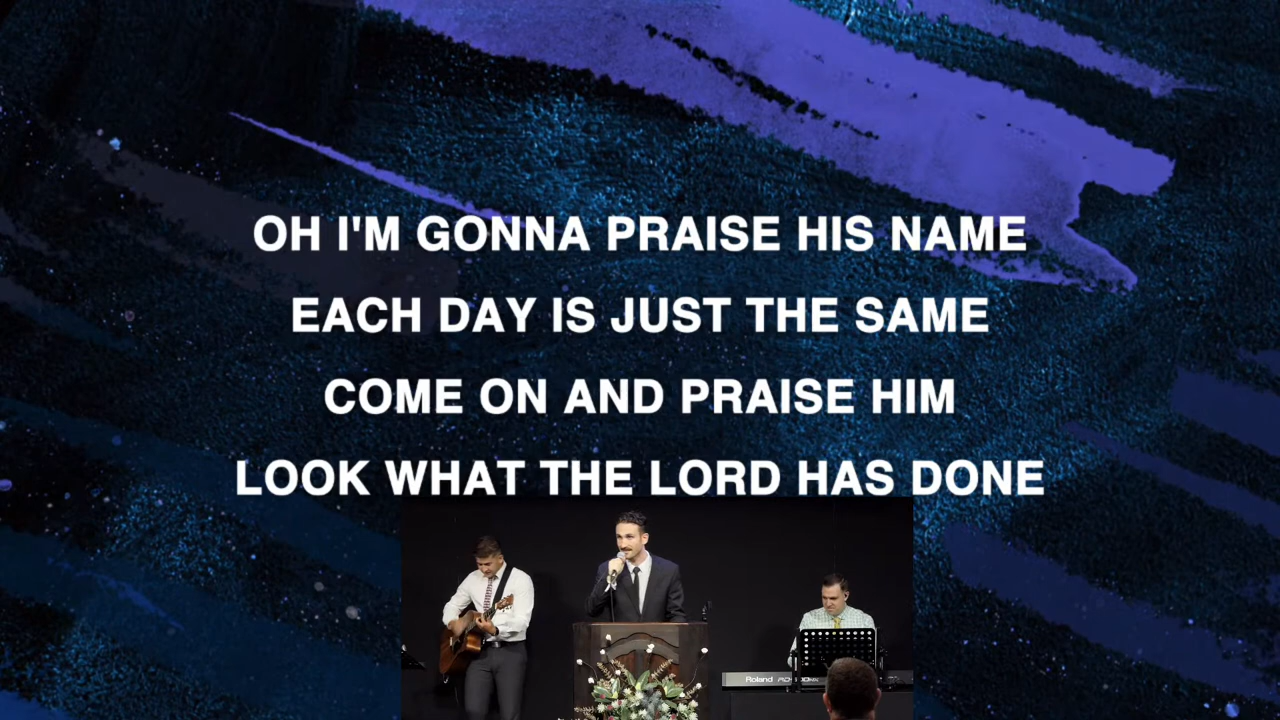 OH I'M GONNA PRAISE HIS NAME
EACH DAY IS JUST THE SAME
COME ON AND PRAISE HIM
LOOK WHAT THE LORD HAS DONE
Roland